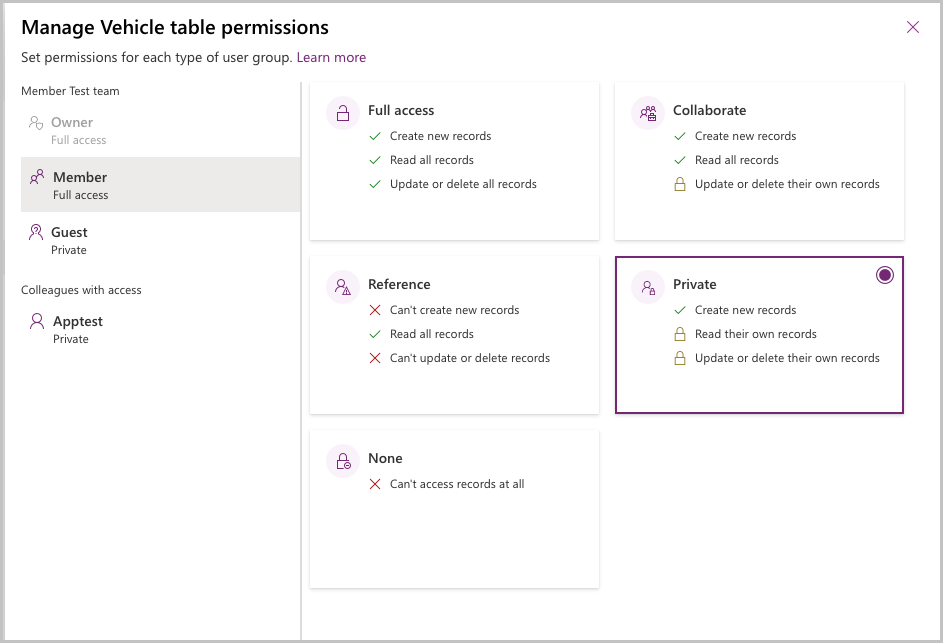 Manage Vehicle table permissions
Set permissions for each type of user group. Learn more
Member Test team
Owner
Full access
Member
Full access
Guest
Private
Colleagues with access
Apptest
Private
Full access
Create new records
Read all records
Update or delete all records
Collaborate
Create new records
Read all records
Update or delete their own records
Reference
Can't create new records
Read all records
Can't update or delete records
Private
Create new records
Read their own records
Update or delete their own records
None
Can't access records at all